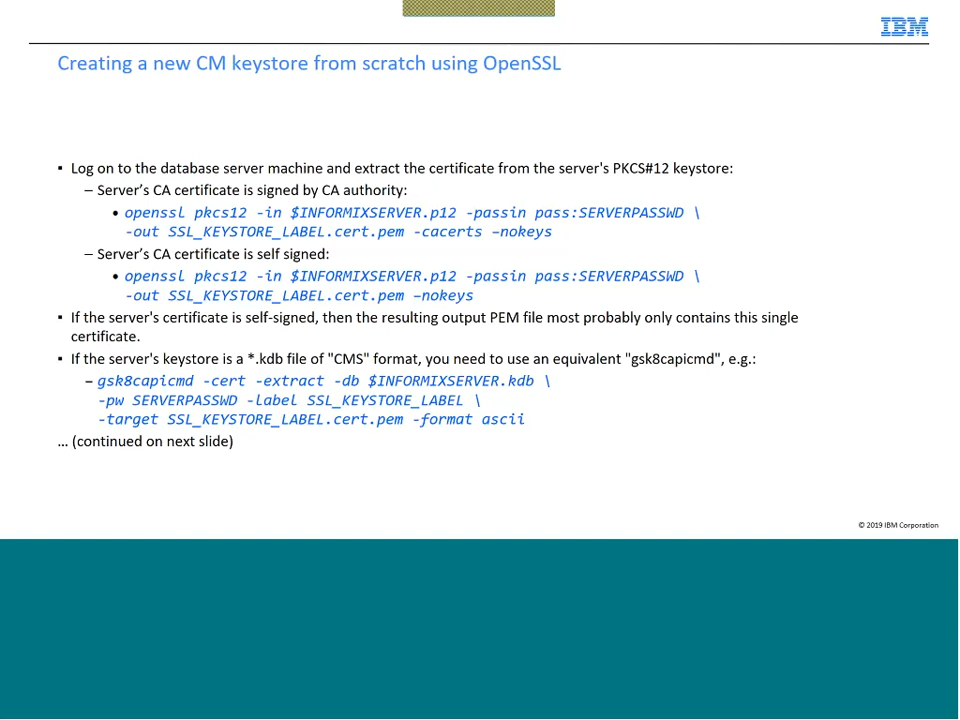 IBM
Creating a new CM keystore from scratch using OpenSSL
▪ Log on to the database server machine and extract the certificate from the server's PKCS#12 keystore:
– Server’s CA certificate is signed by CA authority:
• openssl pkcs12 -in $INFORMIXSERVER.p12 -passin pass:SERVERPASSWD \
-out SSL_KEYSTORE_LABEL.cert.pem -cacerts –nokeys
– Server’s CA certificate is self signed:
• openssl pkcs12 -in $INFORMIXSERVER.p12 -passin pass:SERVERPASSWD \
-out SSL_KEYSTORE_LABEL.cert.pem –nokeys
▪ If the server's certificate is self-signed, then the resulting output PEM file most probably only contains this single
certificate.
▪ If the server's keystore is a *.kdb file of "CMS" format, you need to use an equivalent "gsk8capicmd", e.g.:
– gsk8capicmd -cert -extract -db $INFORMIXSERVER.kdb \
-pw SERVERPASSWD -label SSL_KEYSTORE_LABEL \
-target SSL_KEYSTORE_LABEL.cert.pem -format ascii
… (continued on next slide)
© 2019 IBM Corporation